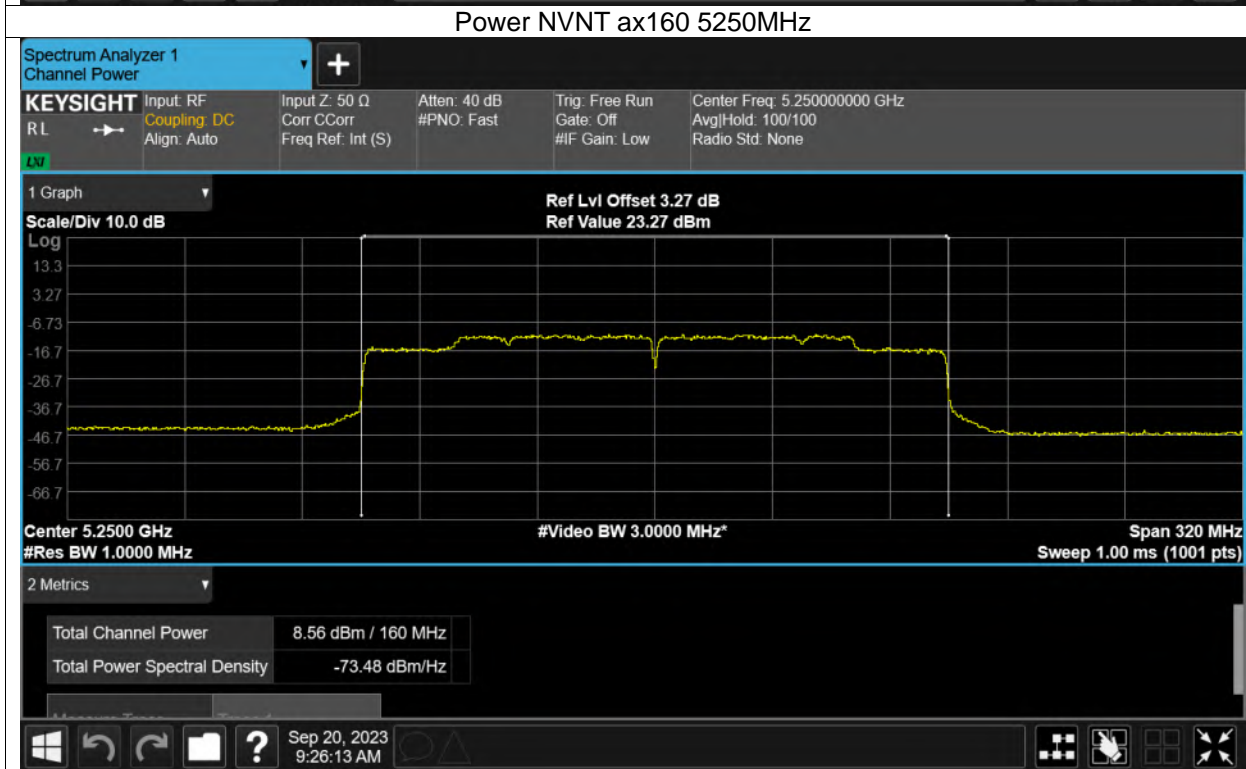 Power NVNT ax160 5250MHz
Spectrum Analyzer 1
Channel Power
+
KEYSIGHT
RL
LXI
Input: RF
Coupling: DC
Align: Auto
Input Z: 50 Ω
Corr CCorr
Freq Ref: Int (S)
Atten: 40 dB
#PNO: Fast
Trig: Free Run
Gate: Off
#IF Gain: Low
Center Freq: 5.250000000 GHz
Avg|Hold: 100/100
Radio Std: None
1 Graph
Scale/Div 10.0 dB
Ref Lvl Offset 3.27 dB
Ref Value 23.27 dBm
Log
13.3
3.27
-6.73
-16.7
-26.7
-36.7
-46.7
-56.7
-66.7
Center 5.2500 GHz
#Res BW 1.0000 MHz
#Video BW 3.0000 MHz*
Span 320 MHz
Sweep 1.00 ms (1001 pts)
2 Metrics
Total Channel Power 8.56 dBm / 160 MHz
Total Power Spectral Density -73.48 dBm/Hz
?
Sep 20, 2023
9:26:13 AM